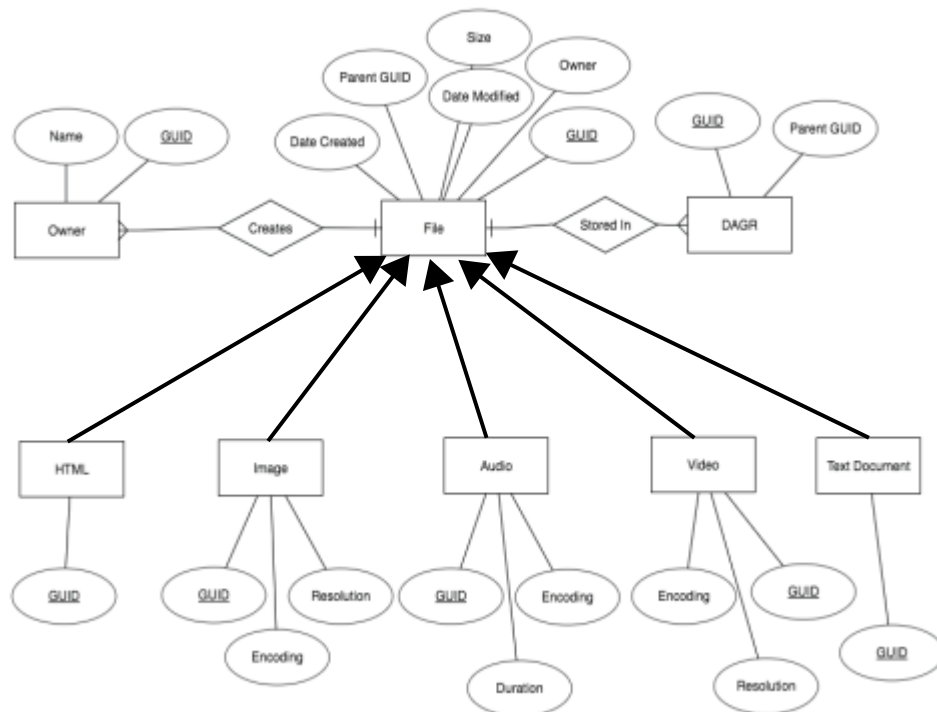 Size
Parent GUID
Date Modified
Owner
Name
GUID
Date Created
GUID
GUID
Parent GUID
Owner
Creates
File
Stored In
DAGR
HTML
Image
Audio
Video
Text Document
GUID
GUID
Resolution
GUID
Encoding
Encoding
GUID
Encoding
GUID
Duration
Resolution